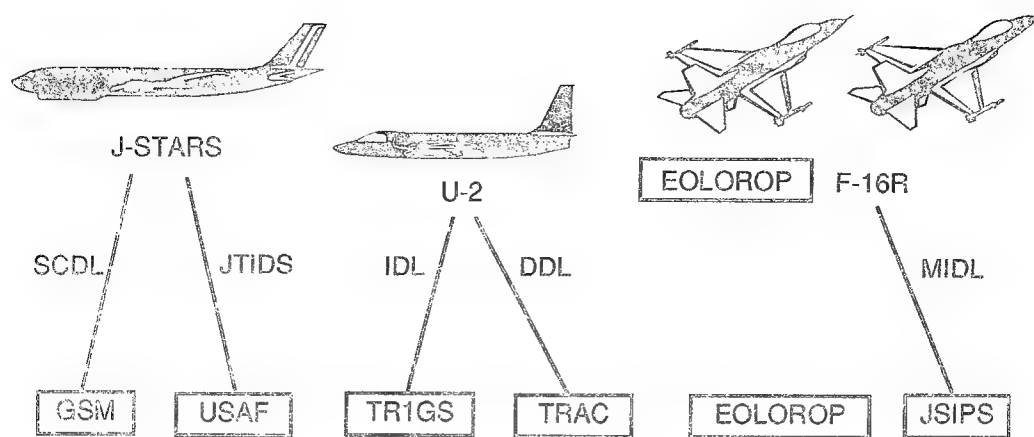 J-STARS
U-2
EOLOROP
F-16R
SCDL
JTIDS
IDL
DDL
MIDL
GSM
USAF
TR1GS
TRAC
EOLOROP
JSIPS